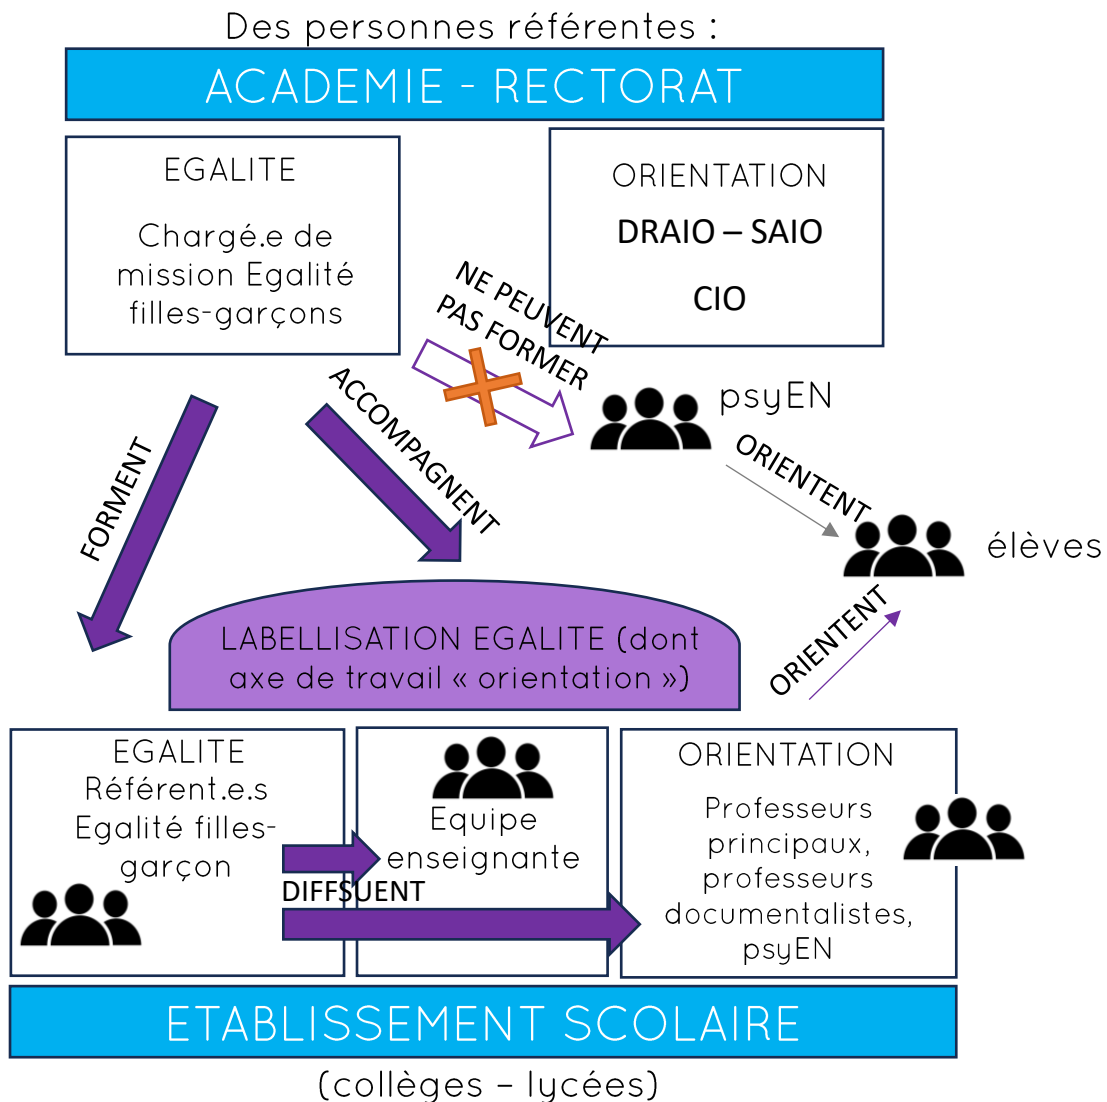 Des personnes référentes :
ACADEMIE - RECTORAT
EGALITE
Chargé.e de
mission Egalité
filles-garçons
ORIENTATION
DRAIO – SAIO
CIO
NE PEUVENT
PAS FORMER
psyEN
ORIENTENT
élèves
FORMENT
ACCOMPAGNENT
ORIENTENT
LABELLISATION EGALITE (dont
axe de travail « orientation »)
EGALITE
Référent.e.s
Egalité filles-
garçon
Equipe
enseignante
DIFFSUENT
ORIENTATION
Professeurs
principaux,
professeurs
documentalistes,
psyEN
ETABLISSEMENT SCOLAIRE
(collèges – lycées)